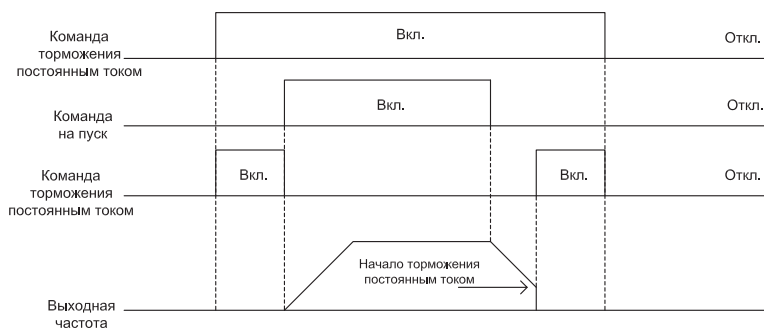 Команда
торможения
постоянным током
Вкл.
Откл.
Команда
на пуск
Вкл.
Откл.
Команда
торможения
постоянным током
Вкл.
Вкл.
Откл.
Начало торможения
постоянным током
Выходная
частота